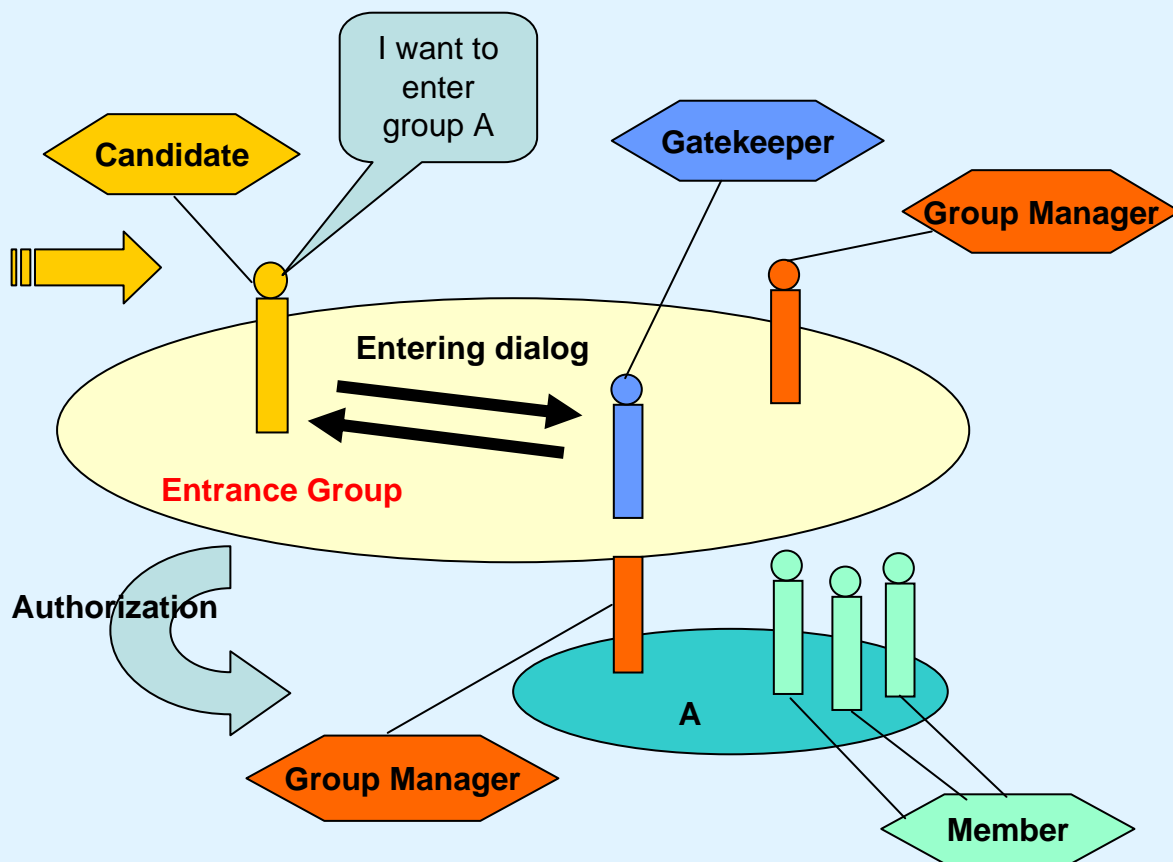 I want to
enter
group A
Candidate
Gatekeeper
Group Manager
Entering dialog
Entrance Group
Authorization
A
Group Manager
Member